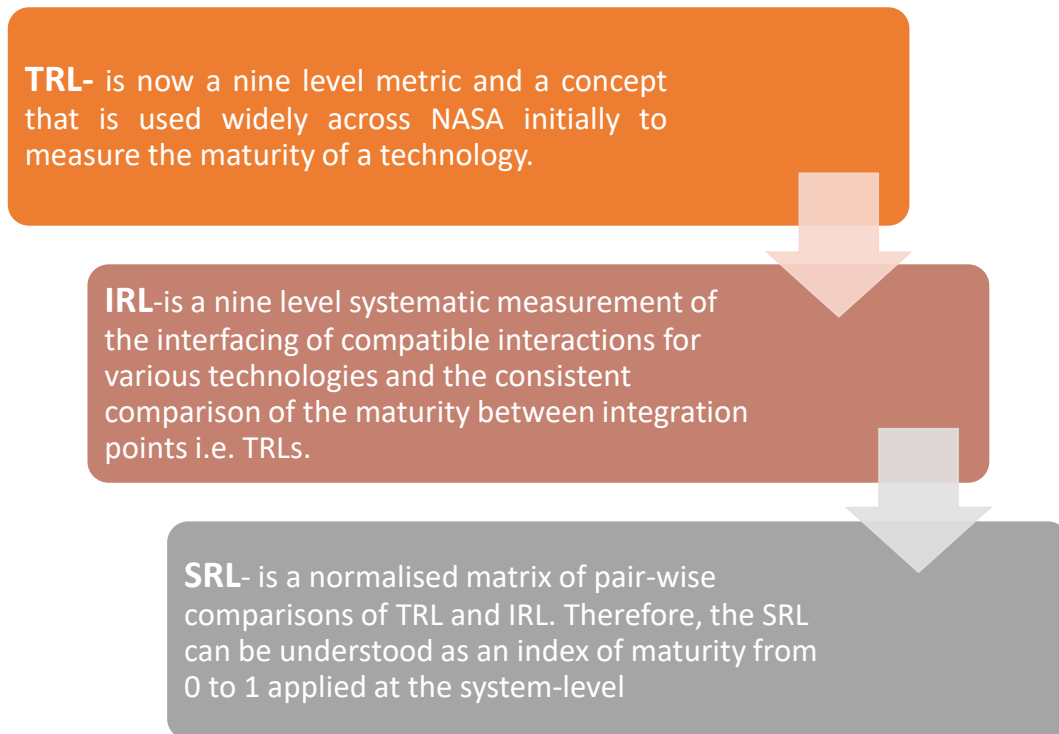 TRL- is now a nine level metric and a concept
that is used widely across NASA initially to
measure the maturity of a technology.
IRL-is a nine level systematic measurement of
the interfacing of compatible interactions for
various technologies and the consistent
comparison of the maturity between integration
points i.e. TRLs.
SRL- is a normalised matrix of pair-wise
comparisons of TRL and IRL. Therefore, the SRL
can be understood as an index of maturity from
0 to 1 applied at the system-level